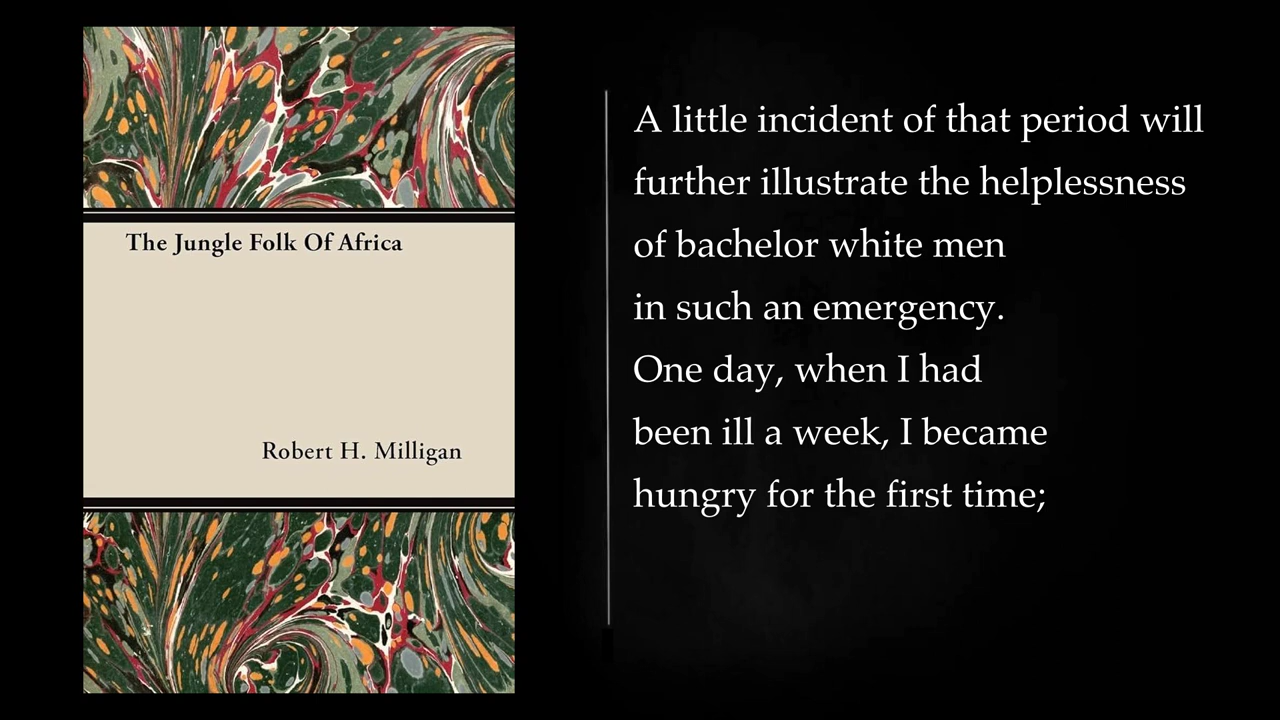 The Jungle Folk Of Africa
Robert H. Milligan
A little incident of that period will
further illustrate the helplessness
of bachelor white men
in such an emergency.
One day, when I had
been ill a week, I became
hungry for the first time;